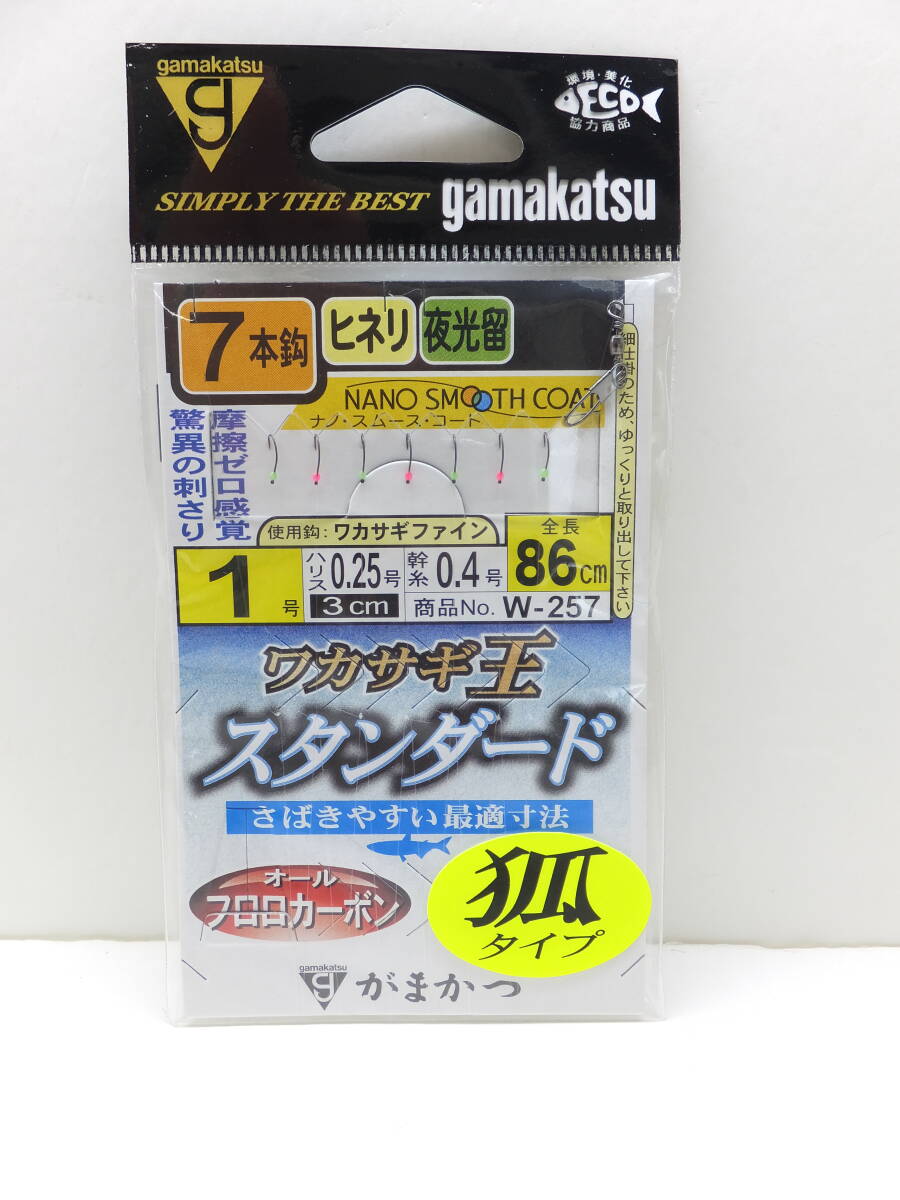 gamakatsu
環境・美化
ECO
協力商品
SIMPLY THE BEST
gamakatsu
7本鈎
ヒネリ
夜光留
NANO SMOOTH COAT
ナノ・スムース・コート
摩擦ゼロ感覚
驚異の刺さり
細仕掛のため、ゆっくりと取り出して下さい
使用鈎:ワカサギファイン
1号
ハリス0.25号
3cm
幹糸0.4号
全長
86cm
商品No. W-257
ワカサギ王
スタンダード
さばきやすい最適寸法
オール
フロロカーボン
狐
タイプ
gamakatsu
がまかつ